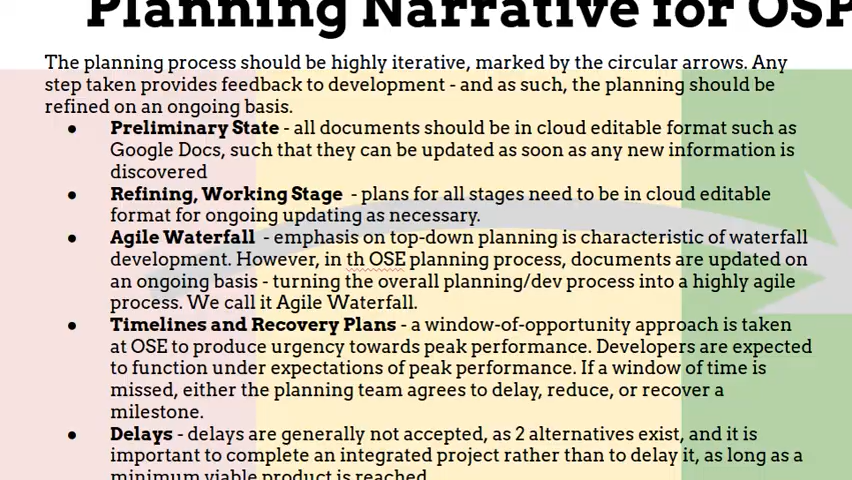 Planning Narrative for OSP
The planning process should be highly iterative, marked by the circular arrows. Any
step taken provides feedback to development - and as such, the planning should be
refined on an ongoing basis.
● Preliminary State - all documents should be in cloud editable format such as
Google Docs, such that they can be updated as soon as any new information is
discovered
● Refining, Working Stage - plans for all stages need to be in cloud editable
format for ongoing updating as necessary.
● Agile Waterfall - emphasis on top-down planning is characteristic of waterfall
development. However, in th OSE planning process, documents are updated on
an ongoing basis - turning the overall planning/dev process into a highly agile
process. We call it Agile Waterfall.
● Timelines and Recovery Plans - a window-of-opportunity approach is taken
at OSE to produce urgency towards peak performance. Developers are expected
to function under expectations of peak performance. If a window of time is
missed, either the planning team agrees to delay, reduce, or recover a
milestone.
● Delays - delays are generally not accepted, as 2 alternatives exist, and it is
important to complete an integrated project rather than to delay it, as long as a
minimum viable product is reached